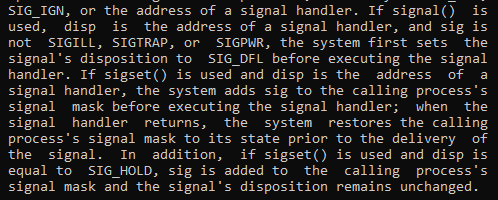 SIG_IGN, or the address of a signal handler. If signal()  is
used,  disp  is  the address of a signal handler, and sig is
not  SIGILL, SIGTRAP, or  SIGPWR, the system first sets  the
signal's disposition to  SIG_DFL before executing the signal
handler. If sigset() is used and disp is the  address  of  a
signal handler, the system adds sig to the calling process's
signal  mask before executing the signal handler;  when  the
signal  handler  returns,  the  system  restores the calling
process's signal mask to its state prior to the delivery  of
the  signal.  In  addition,  if sigset() is used and disp is
equal to  SIG_HOLD, sig is added to  the  calling  process's
signal mask and the signal's disposition remains unchanged.